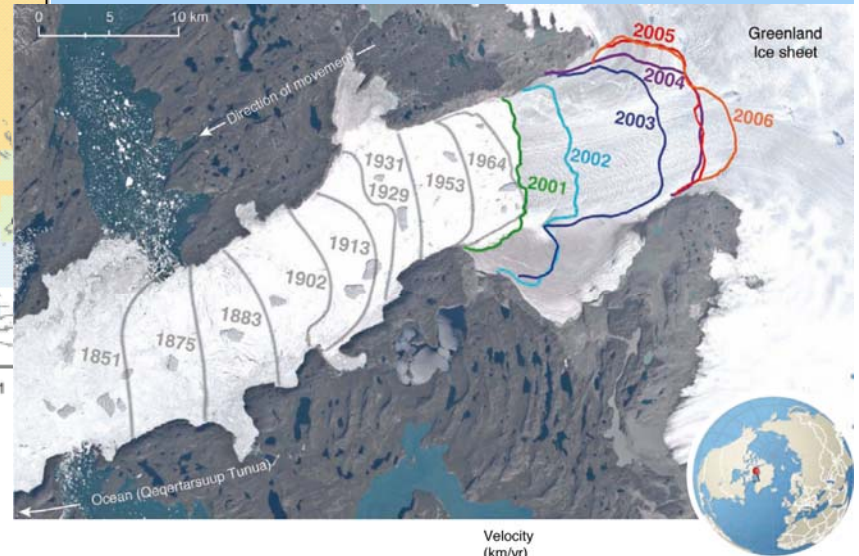 0 5 10 km
Direction of movement
Greenland
Ice sheet
2005
2004
2003
2006
2002
2001
1964
1953
1931
1929
1913
1902
1883
1875
1851
1
Ocean (Qeqertarsuup Tunua)
Velocity
(km/yr)